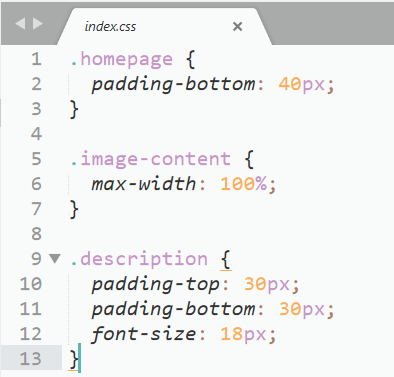 index.css
1 .homepage {
2   padding-bottom: 40px;
3 }
4
5 .image-content {
6   max-width: 100%;
7 }
8
9 .description {
10   padding-top: 30px;
11   padding-bottom: 30px;
12   font-size: 18px;
13 }